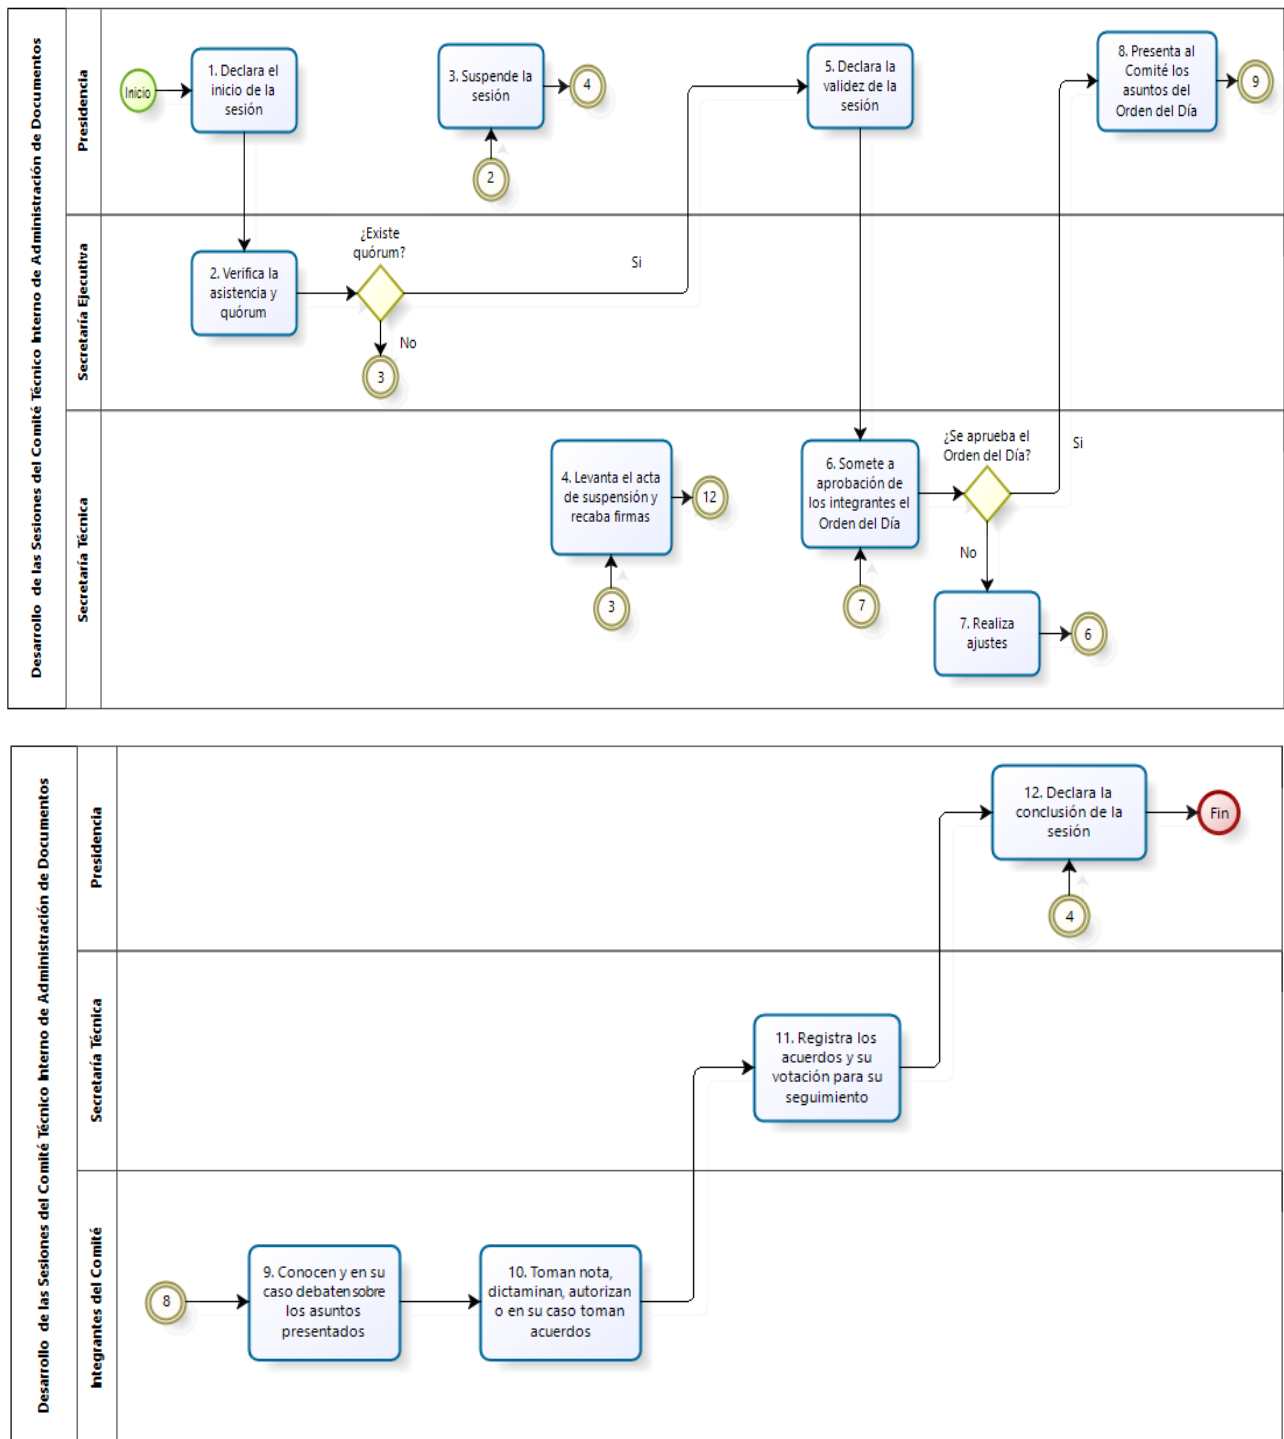 Desarrollo de las Sesiones del Comité Técnico Interno de Administración de Documentos
Presidencia
Inicio
1. Declara el
inicio de la
sesión
3. Suspende la
sesión
4
2
5. Declara la
validez de la
sesión
8. Presenta al
Comité los
asuntos del
Orden del Día
9
Secretaría Ejecutiva
2. Verifica la
asistencia y
quórum
¿Existe
quórum?
Si
No
3
Secretaría Técnica
4. Levanta el acta
de suspensión y
recaba firmas
12
3
6. Somete a
aprobación de
los integrantes el
Orden del Día
7
¿Se aprueba el
Orden del Día?
Si
No
7. Realiza
ajustes
6
Desarrollo de las Sesiones del Comité Técnico Interno de Administración de Documentos
Presidencia
12. Declara la
conclusión de la
sesión
Fin
4
Secretaría Técnica
11. Registra los
acuerdos y su
votación para su
seguimiento
Integrantes del Comité
8
9. Conocen y en su
caso debaten sobre
los asuntos
presentados
10. Toman nota,
dictaminan, autorizan
o en su caso toman
acuerdos